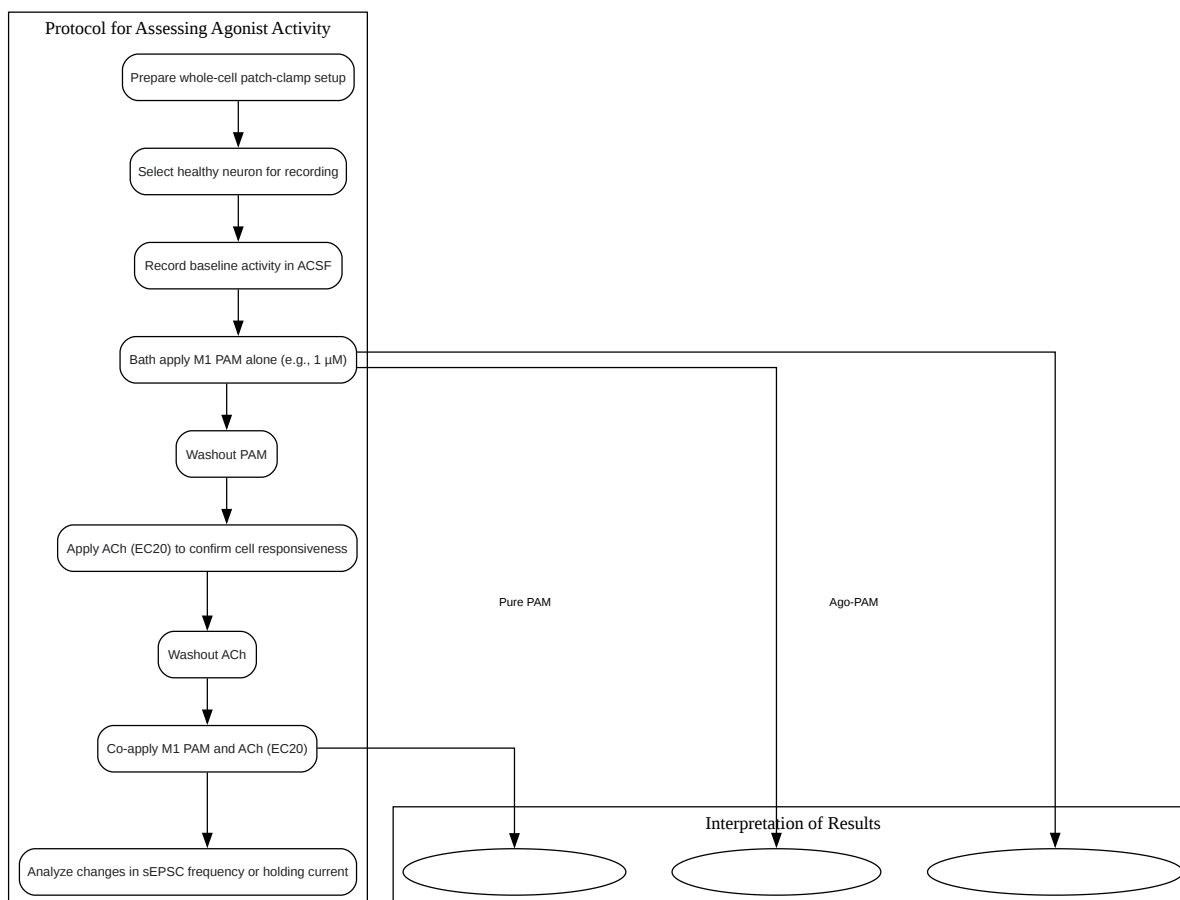 Protocol for Assessing Agonist Activity
Prepare whole-cell patch-clamp setup
Select healthy neuron for recording
Record baseline activity in ACSF
Bath apply M1 PAM alone (e.g., 1 µM)
Washout PAM
Apply ACh (EC20) to confirm cell responsiveness
Pure PAM
Ago-PAM
Washout ACh
Co-apply M1 PAM and ACh (EC20)
Interpretation of Results
Analyze changes in sEPSC frequency or holding current